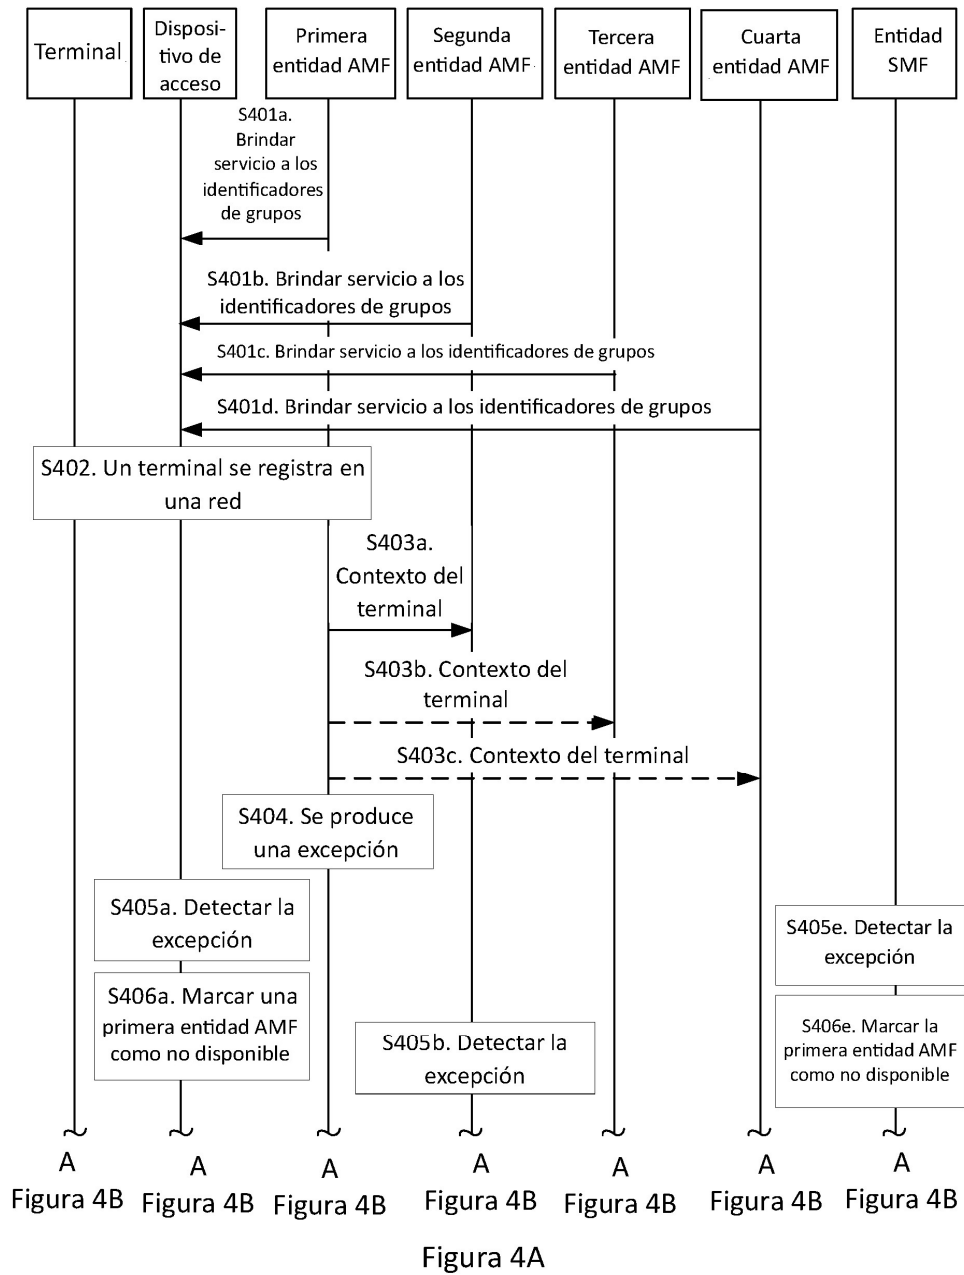 Terminal
Disposi-
tivo de
acceso
Primera
entidad AMF
Segunda
entidad AMF
Tercera
entidad AMF
Cuarta
entidad AMF
Entidad
SMF
S401a.
Brindar
servicio a los
identificadores
de grupos
S401b. Brindar servicio a los
identificadores de grupos
S401c. Brindar servicio a los identificadores de grupos
S401d. Brindar servicio a los identificadores de grupos
S402. Un terminal se registra en
una red
S403a.
Contexto del
terminal
S403b. Contexto del
terminal
S403c. Contexto del terminal
S404. Se produce
una excepción
S405a. Detectar la
excepción
S405e. Detectar la
excepción
S406a. Marcar una
primera entidad AMF
como no disponible
S405b. Detectar la
excepción
S406e. Marcar la
primera entidad AMF
como no disponible
A
Figura 4B
A
Figura 4B
A
Figura 4B
A
Figura 4B
A
Figura 4B
A
Figura 4B
A
Figura 4B
Figura 4A